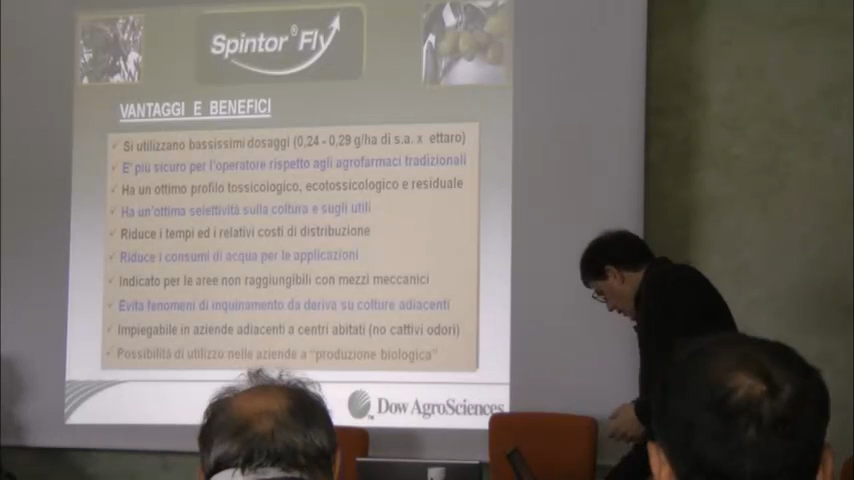 Spintor® Fly
VANTAGGI E BENEFICI
Si utilizzano bassissimi dosaggi (0,24 - 0,29 g/ha di s.a. x ettaro)
E' più sicuro per l'operatore rispetto agli agrofarmaci tradizionali
Ha un ottimo profilo tossicologico, ecotossicologico e residuale
Ha un'ottima selettività sulla coltura e sugli utili
Riduce i tempi ed i relativi costi di distribuzione
Riduce i consumi di acqua per le applicazioni
Indicato per le aree non raggiungibili con mezzi meccanici
Evita fenomeni di inquinamento da deriva su colture adiacenti
Impiegabile in aziende adiacenti a centri abitati (no cattivi odori)
Possibilità di utilizzo nelle aziende a "produzione biologica"
Dow AgroSciences